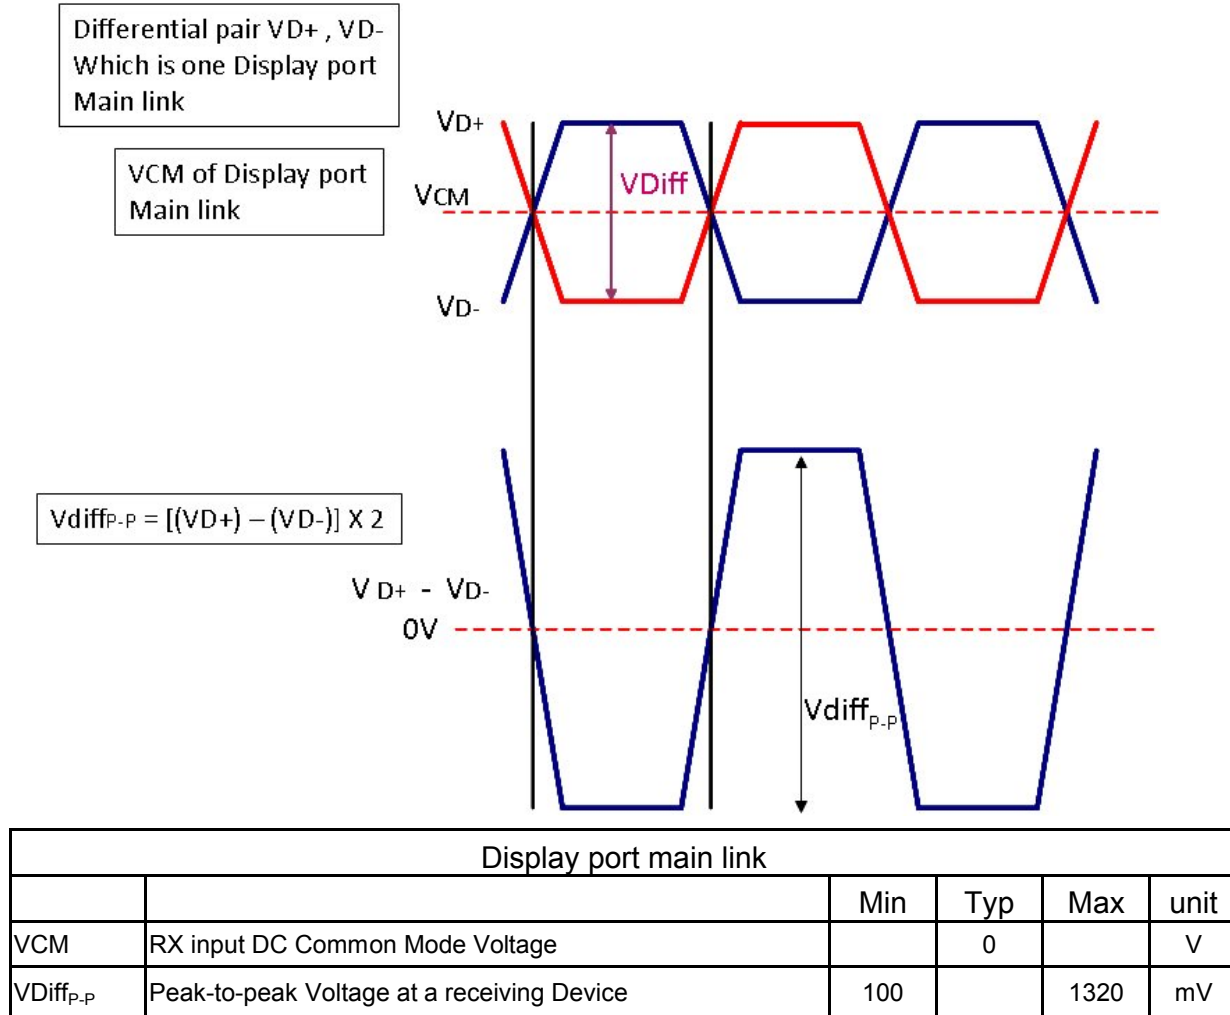 Differential pair VD+ , VD-
Which is one Display port
Main link
VD+
VDiff
VCM of Display port
Main link
VCM
VD-
VdiffP-P = [(VD+) – (VD-)] X 2
V D+ - VD-
0V
VdiffP-P
Display port main link
Min Typ Max unit
VCM RX input DC Common Mode Voltage 0 V
VDiffP-P Peak-to-peak Voltage at a receiving Device 100 1320 mV